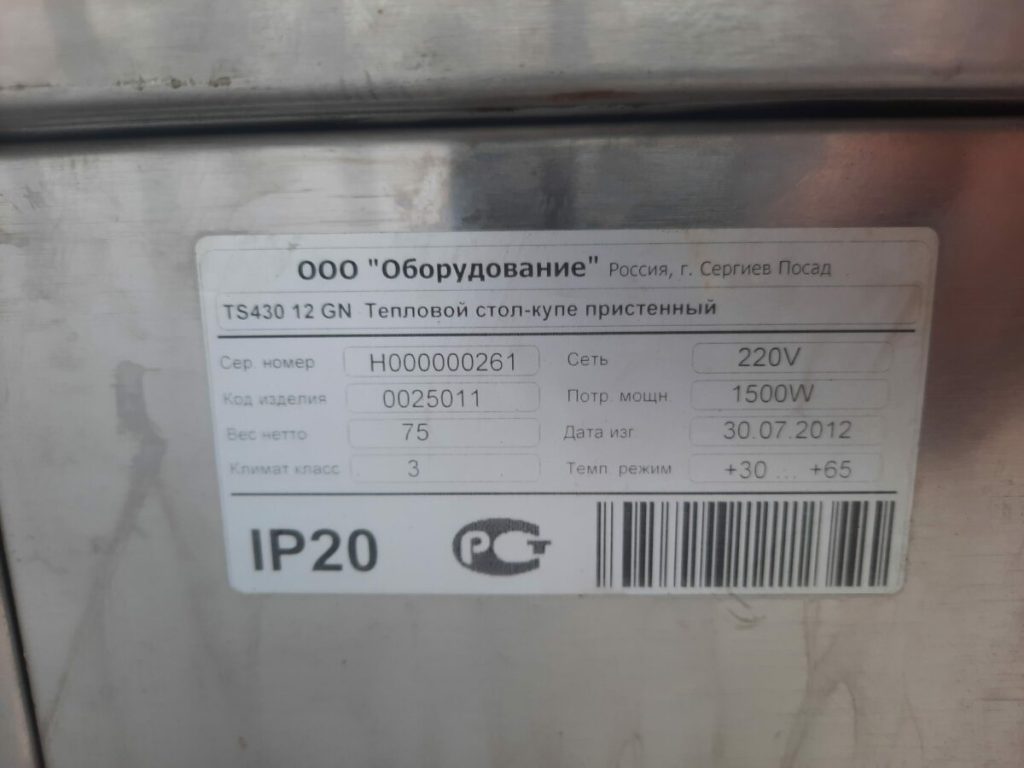 ООО "Оборудование" Россия, г. Сергиев Посад
TS430 12 GN Тепловой стол-купе пристенный
Сер. номер H000000261 Сеть 220V
Код изделия 0025011 Потр. мощн 1500W
Вес нетто 75 Дата изг. 30.07.2012
Климат класс 3 Темп. режим +30 ... +65
IP20 РСТ